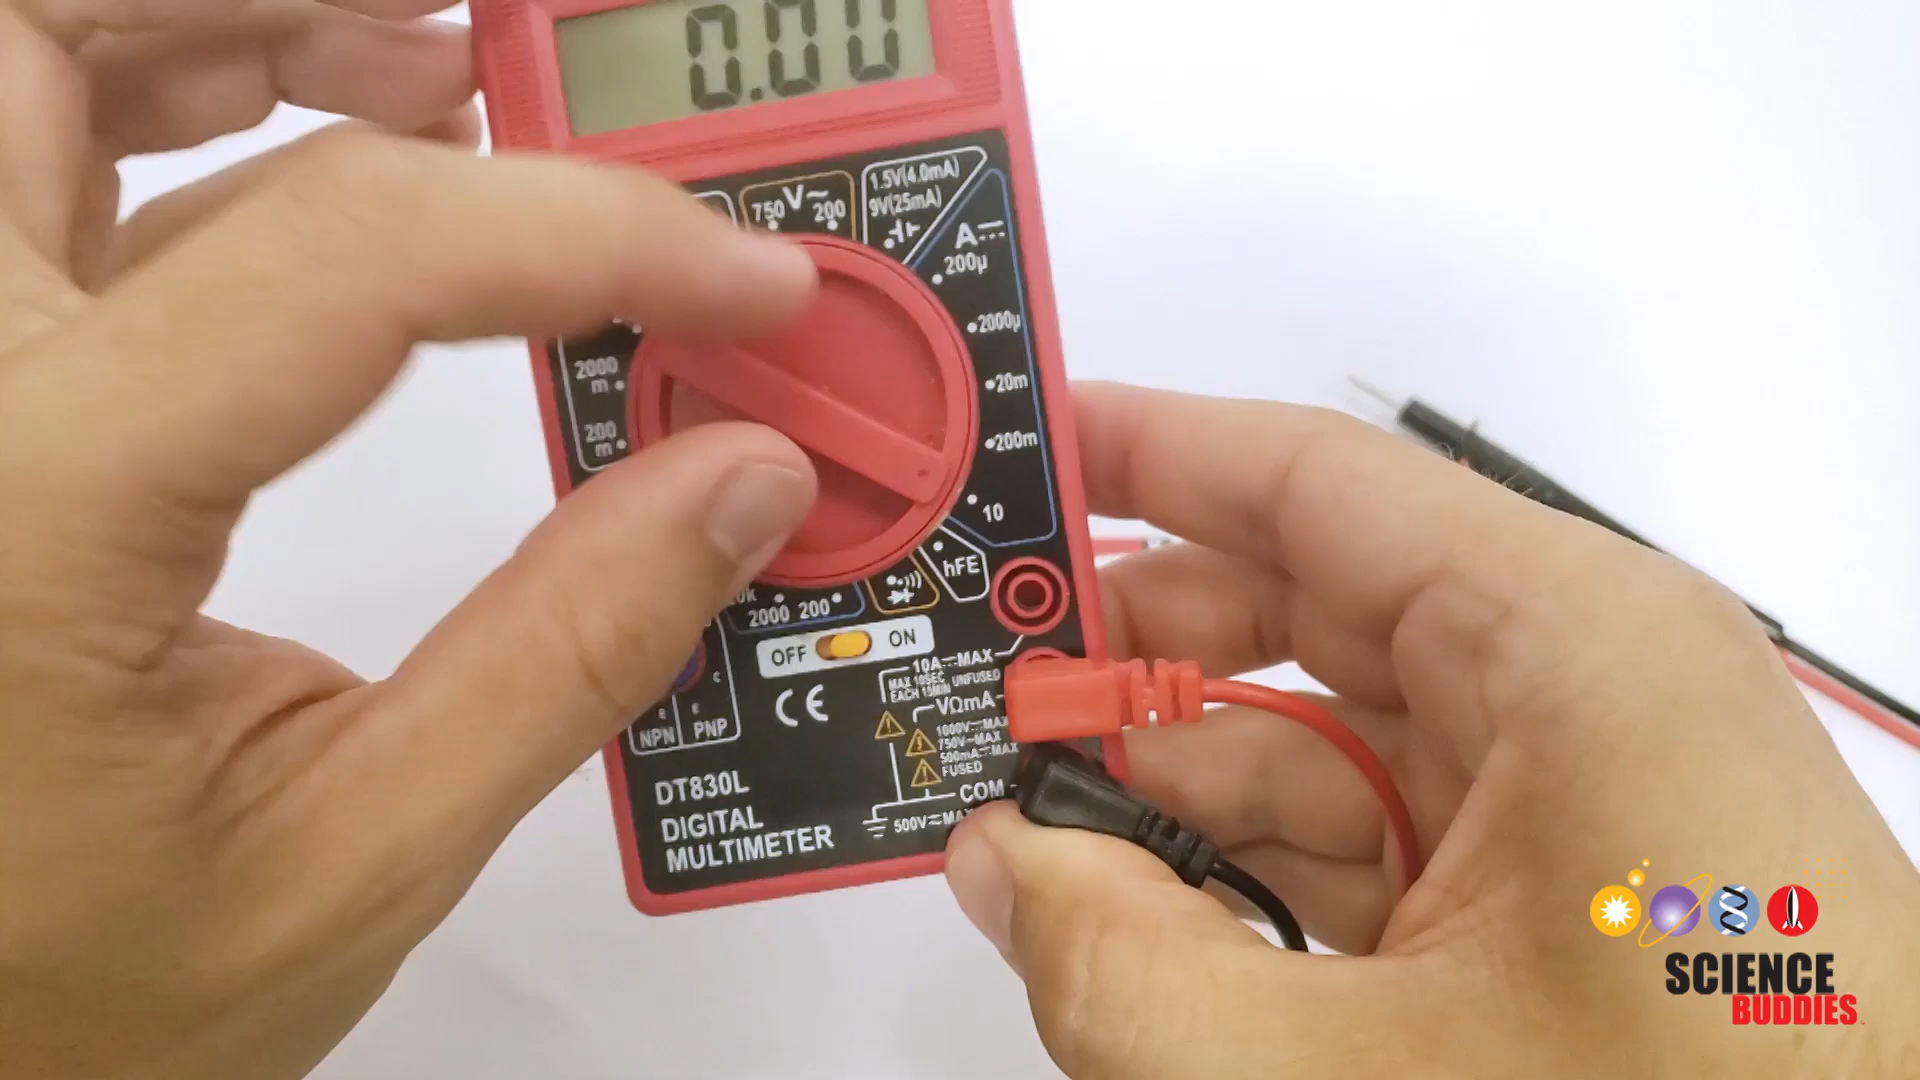 0.00
V~
750 200
1.5V(4.0mA)
9V(25mA)
A
200µ
2000µ
20m
200m
10
hFE
2000
m
200
m
2000 200
OFF ON
10A⎓MAX
MAX 10SEC UNFUSED
EACH 15MIN
VΩmA
1000V⎓MAX
750V~MAX
500mA⎓MAX
FUSED
COM
500V≂MAX
CE
C
E E
NPN PNP
DT830L
DIGITAL
MULTIMETER
SCIENCE
BUDDIES